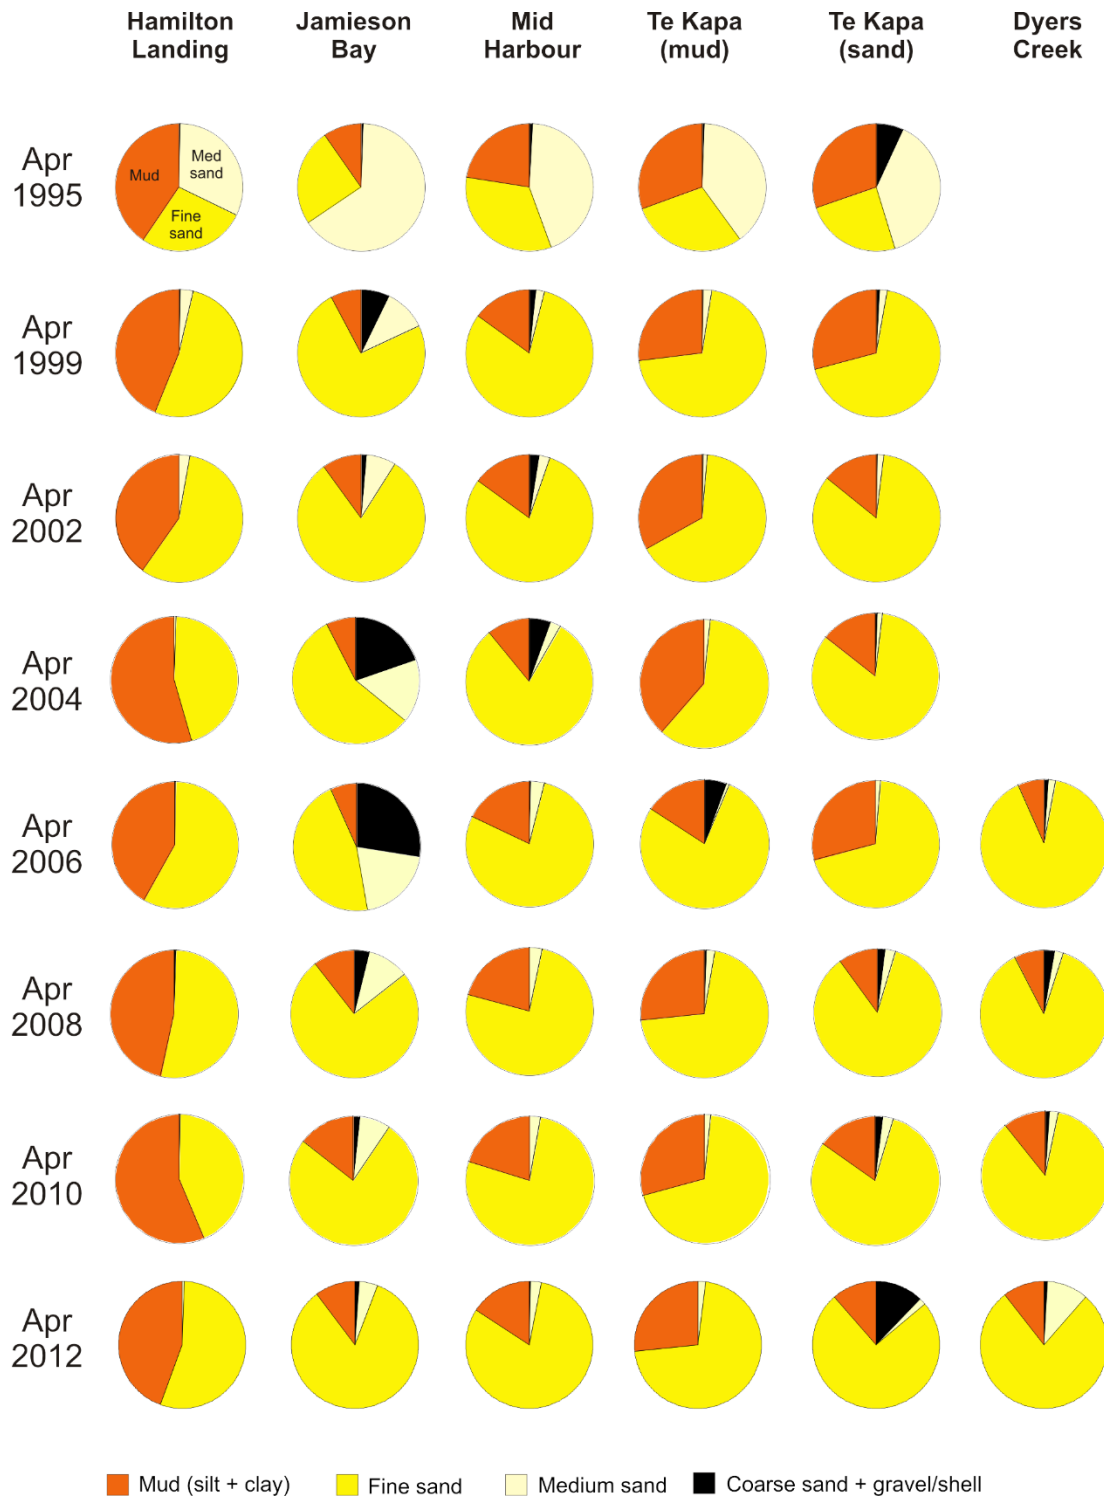 Hamilton
Landing
Jamieson
Bay
Mid
Harbour
Te Kapa
(mud)
Te Kapa
(sand)
Dyers
Creek
Apr
1995
Mud
Med
sand
Fine
sand
Apr
1999
Apr
2002
Apr
2004
Apr
2006
Apr
2008
Apr
2010
Apr
2012
Mud (silt + clay)
Fine sand
Medium sand
Coarse sand + gravel/shell